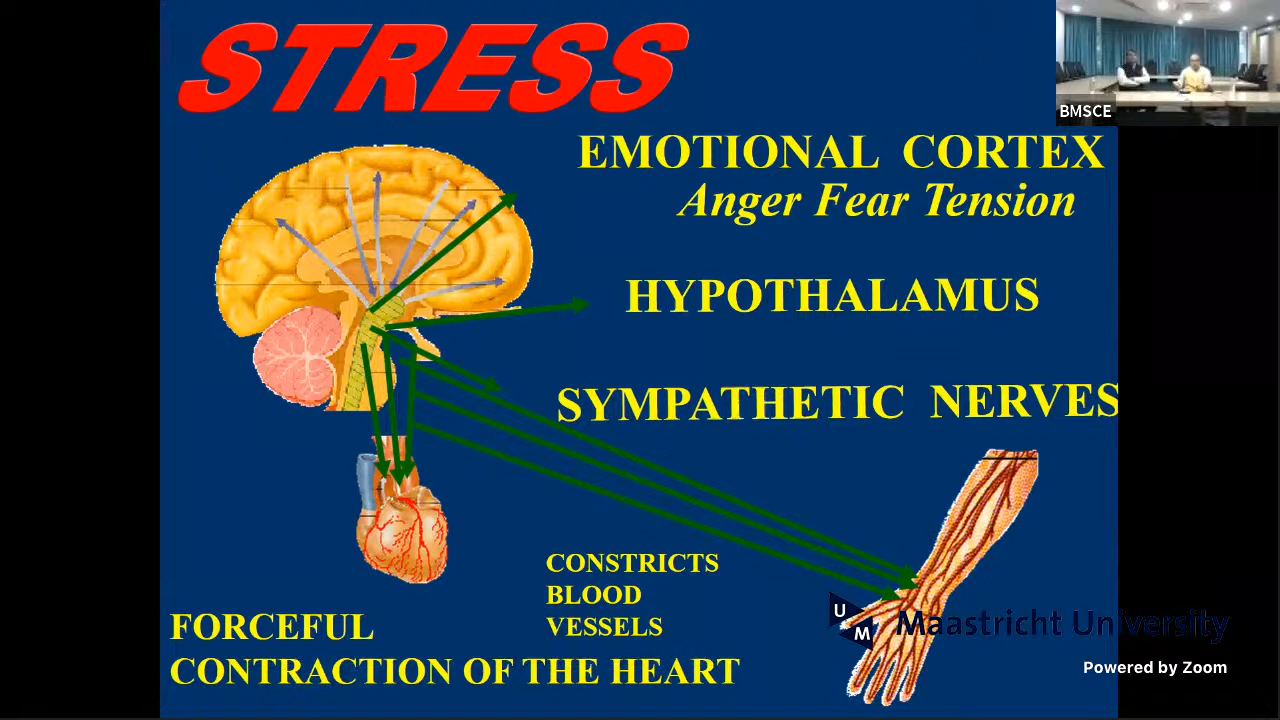 STRESS
BMSCE
EMOTIONAL CORTEX
Anger Fear Tension
HYPOTHALAMUS
SYMPATHETIC NERVES
CONSTRICTS
BLOOD
VESSELS
FORCEFUL
CONTRACTION OF THE HEART
U
M
Maastricht University
Powered by Zoom